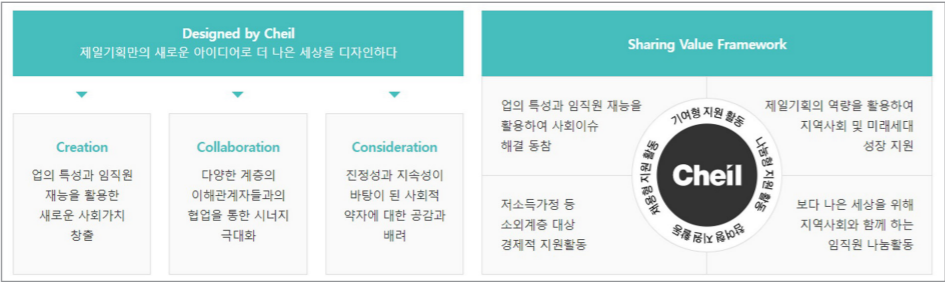 Designed by Cheil
제일기획만의 새로운 아이디어로 더 나은 세상을 디자인하다
Creation
업의 특성과 임직원
재능을 활용한
새로운 사회가치
창출
Collaboration
다양한 계층의
이해관계자들과의
협업을 통한 시너지
극대화
Consideration
진정성과 지속성이
바탕이 된 사회적
약자에 대한 공감과
배려
Sharing Value Framework
업의 특성과 임직원 재능을
활용하여 사회이슈
해결 동참
제일기획의 역량을 활용하여
지역사회 및 미래세대
성장 지원
기여형 지원 활동
나눔형 지원 활동
참여형 지원 활동
재능형 지원 활동
Cheil
저소득가정 등
소외계층 대상
경제적 지원활동
보다 나은 세상을 위해
지역사회와 함께 하는
임직원 나눔활동